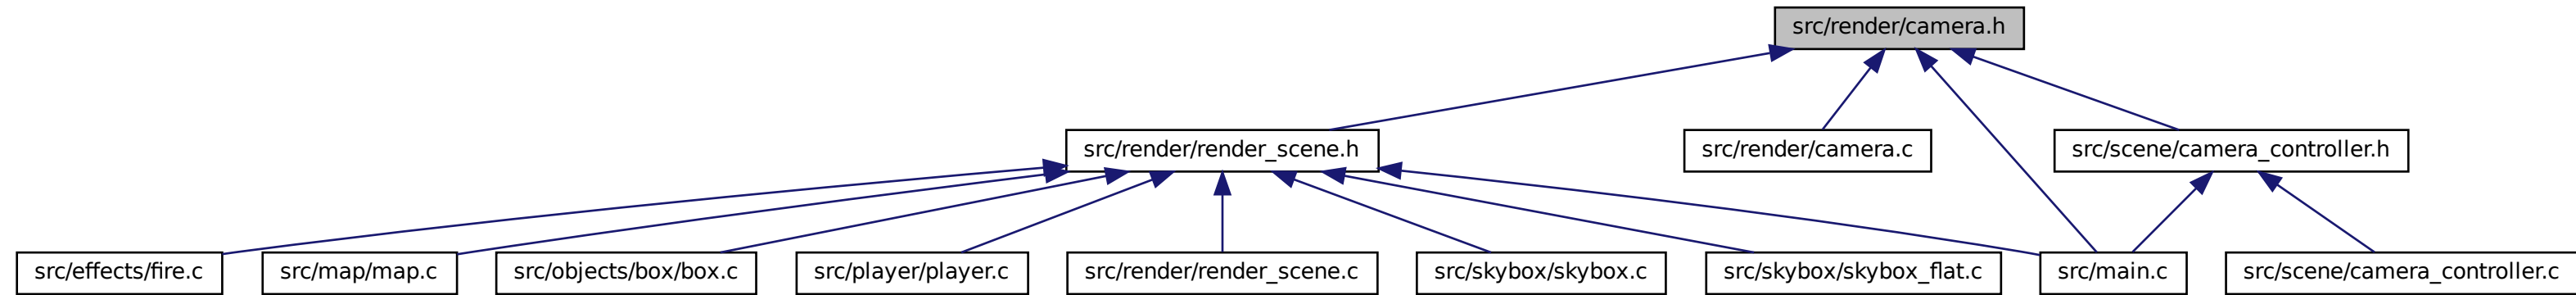 src/render/camera.h
src/render/render_scene.h
src/render/camera.c
src/scene/camera_controller.h
src/effects/fire.c
src/map/map.c
src/objects/box/box.c
src/player/player.c
src/render/render_scene.c
src/skybox/skybox.c
src/skybox/skybox_flat.c
src/main.c
src/scene/camera_controller.c